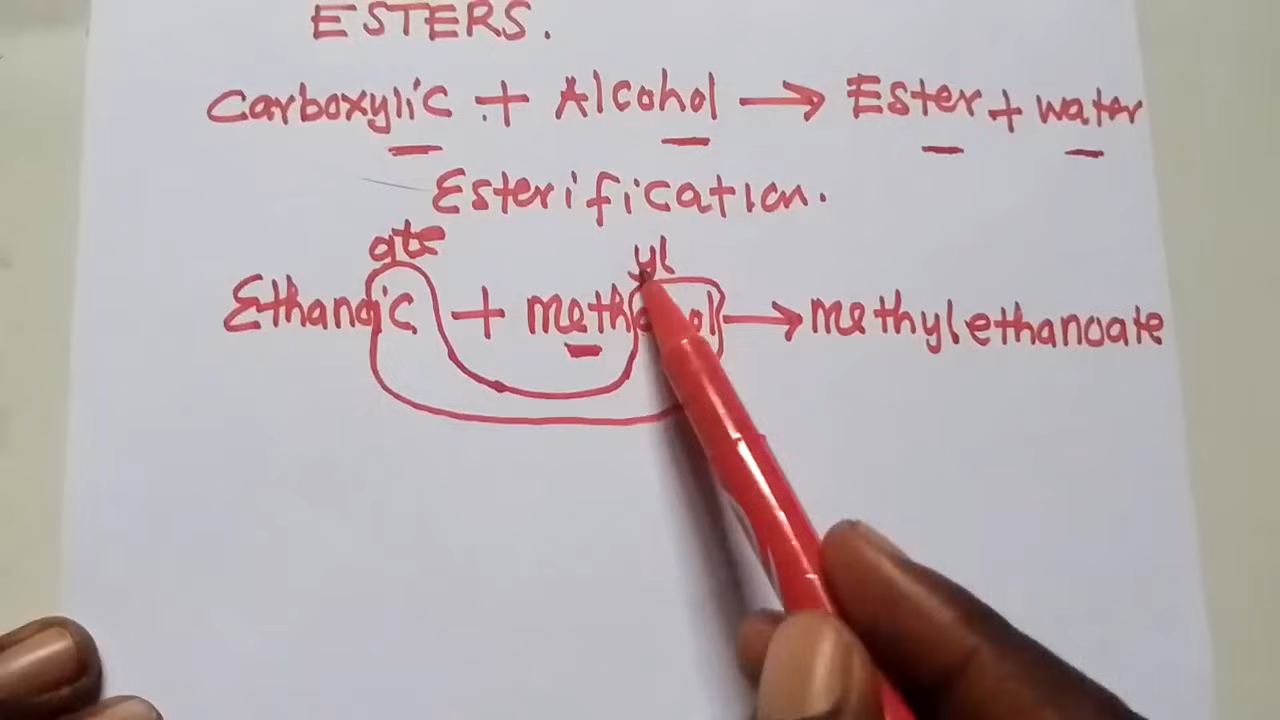 ESTERS.
Carboxylic + Alcohol → Ester + water
Esterification.
ate yl
Ethanoic + methanol → methylethanoate